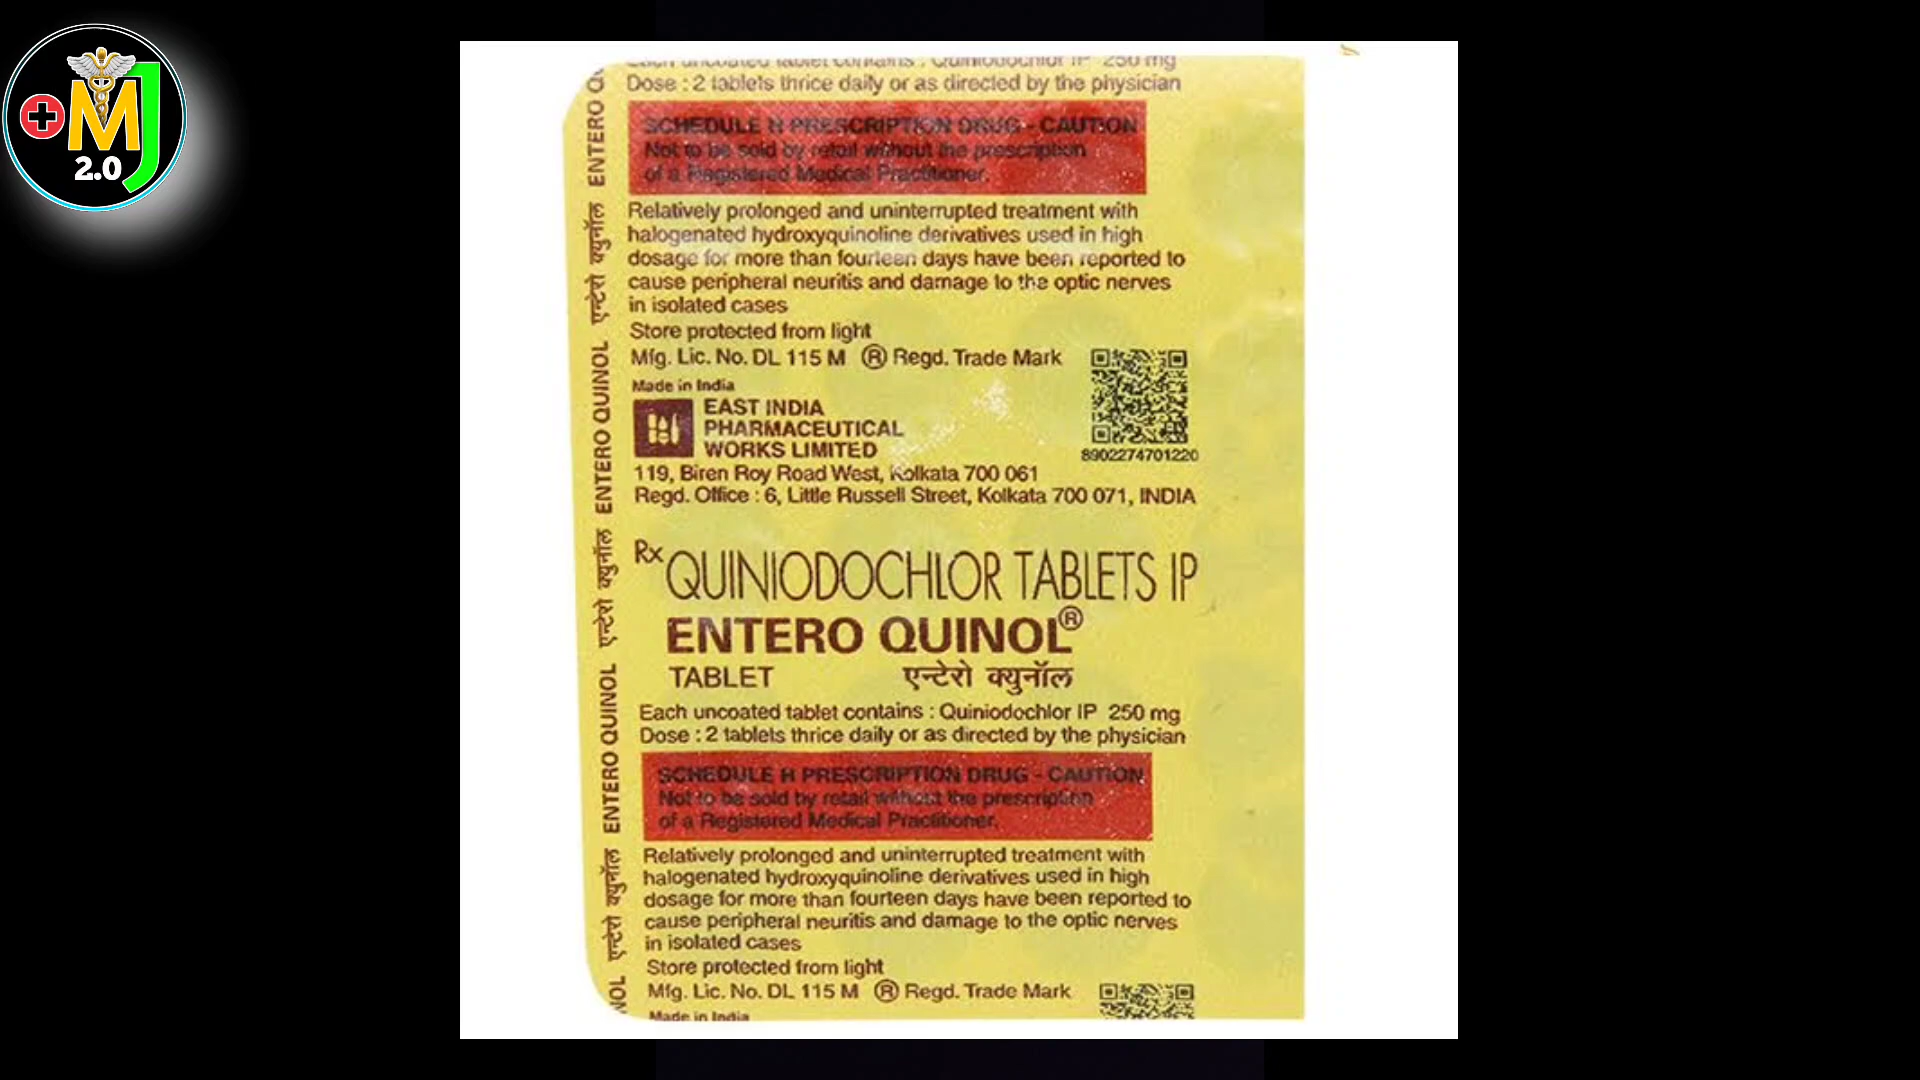 MJ
2.0
Each uncoated tablet contains : Quiniodochlor IP 250 mg
Dose : 2 tablets thrice daily or as directed by the physician
SCHEDULE H PRESCRIPTION DRUG - CAUTION
Not to be sold by retail without the prescription
of a Registered Medical Practitioner.
Relatively prolonged and uninterrupted treatment with
halogenated hydroxyquinoline derivatives used in high
dosage for more than fourteen days have been reported to
cause peripheral neuritis and damage to the optic nerves
in isolated cases
Store protected from light
Mfg. Lic. No. DL 115 M ® Regd. Trade Mark
Made in India
EAST INDIA
PHARMACEUTICAL
WORKS LIMITED
8902274701220
119, Biren Roy Road West, Kolkata 700 061
Regd. Office : 6, Little Russell Street, Kolkata 700 071, INDIA
Rx QUINIODOCHLOR TABLETS IP
ENTERO QUINOL®
TABLET एन्टेरो क्युनॉल
Each uncoated tablet contains : Quiniodochlor IP 250 mg
Dose : 2 tablets thrice daily or as directed by the physician
SCHEDULE H PRESCRIPTION DRUG - CAUTION
Not to be sold by retail without the prescription
of a Registered Medical Practitioner.
Relatively prolonged and uninterrupted treatment with
halogenated hydroxyquinoline derivatives used in high
dosage for more than fourteen days have been reported to
cause peripheral neuritis and damage to the optic nerves
in isolated cases
Store protected from light
Mfg. Lic. No. DL 115 M ® Regd. Trade Mark
Made in India
एन्टेरो क्युनॉल ENTERO QUINOL एन्टेरो क्युनॉल ENTERO QUINOL एन्टेरो क्युनॉल ENTERO